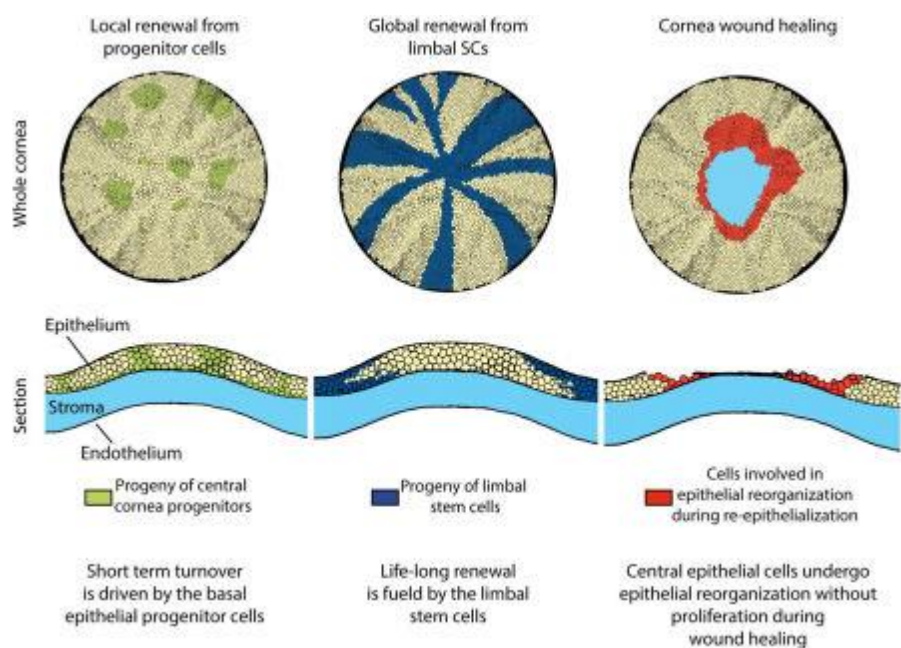 Local renewal from
progenitor cells
Global renewal from
limbal SCs
Cornea wound healing
Whole cornea
Epithelium
Stroma
Endothelium
Section
Progeny of central
cornea progenitors
Progeny of limbal
stem cells
Cells involved in
epithelial reorganization
during re-epithelialization
Short term turnover
is driven by the basal
epithelial progenitor cells
Life-long renewal
is fueld by the limbal
stem cells
Central epithelial cells undergo
epithelial reorganization without
proliferation during
wound healing